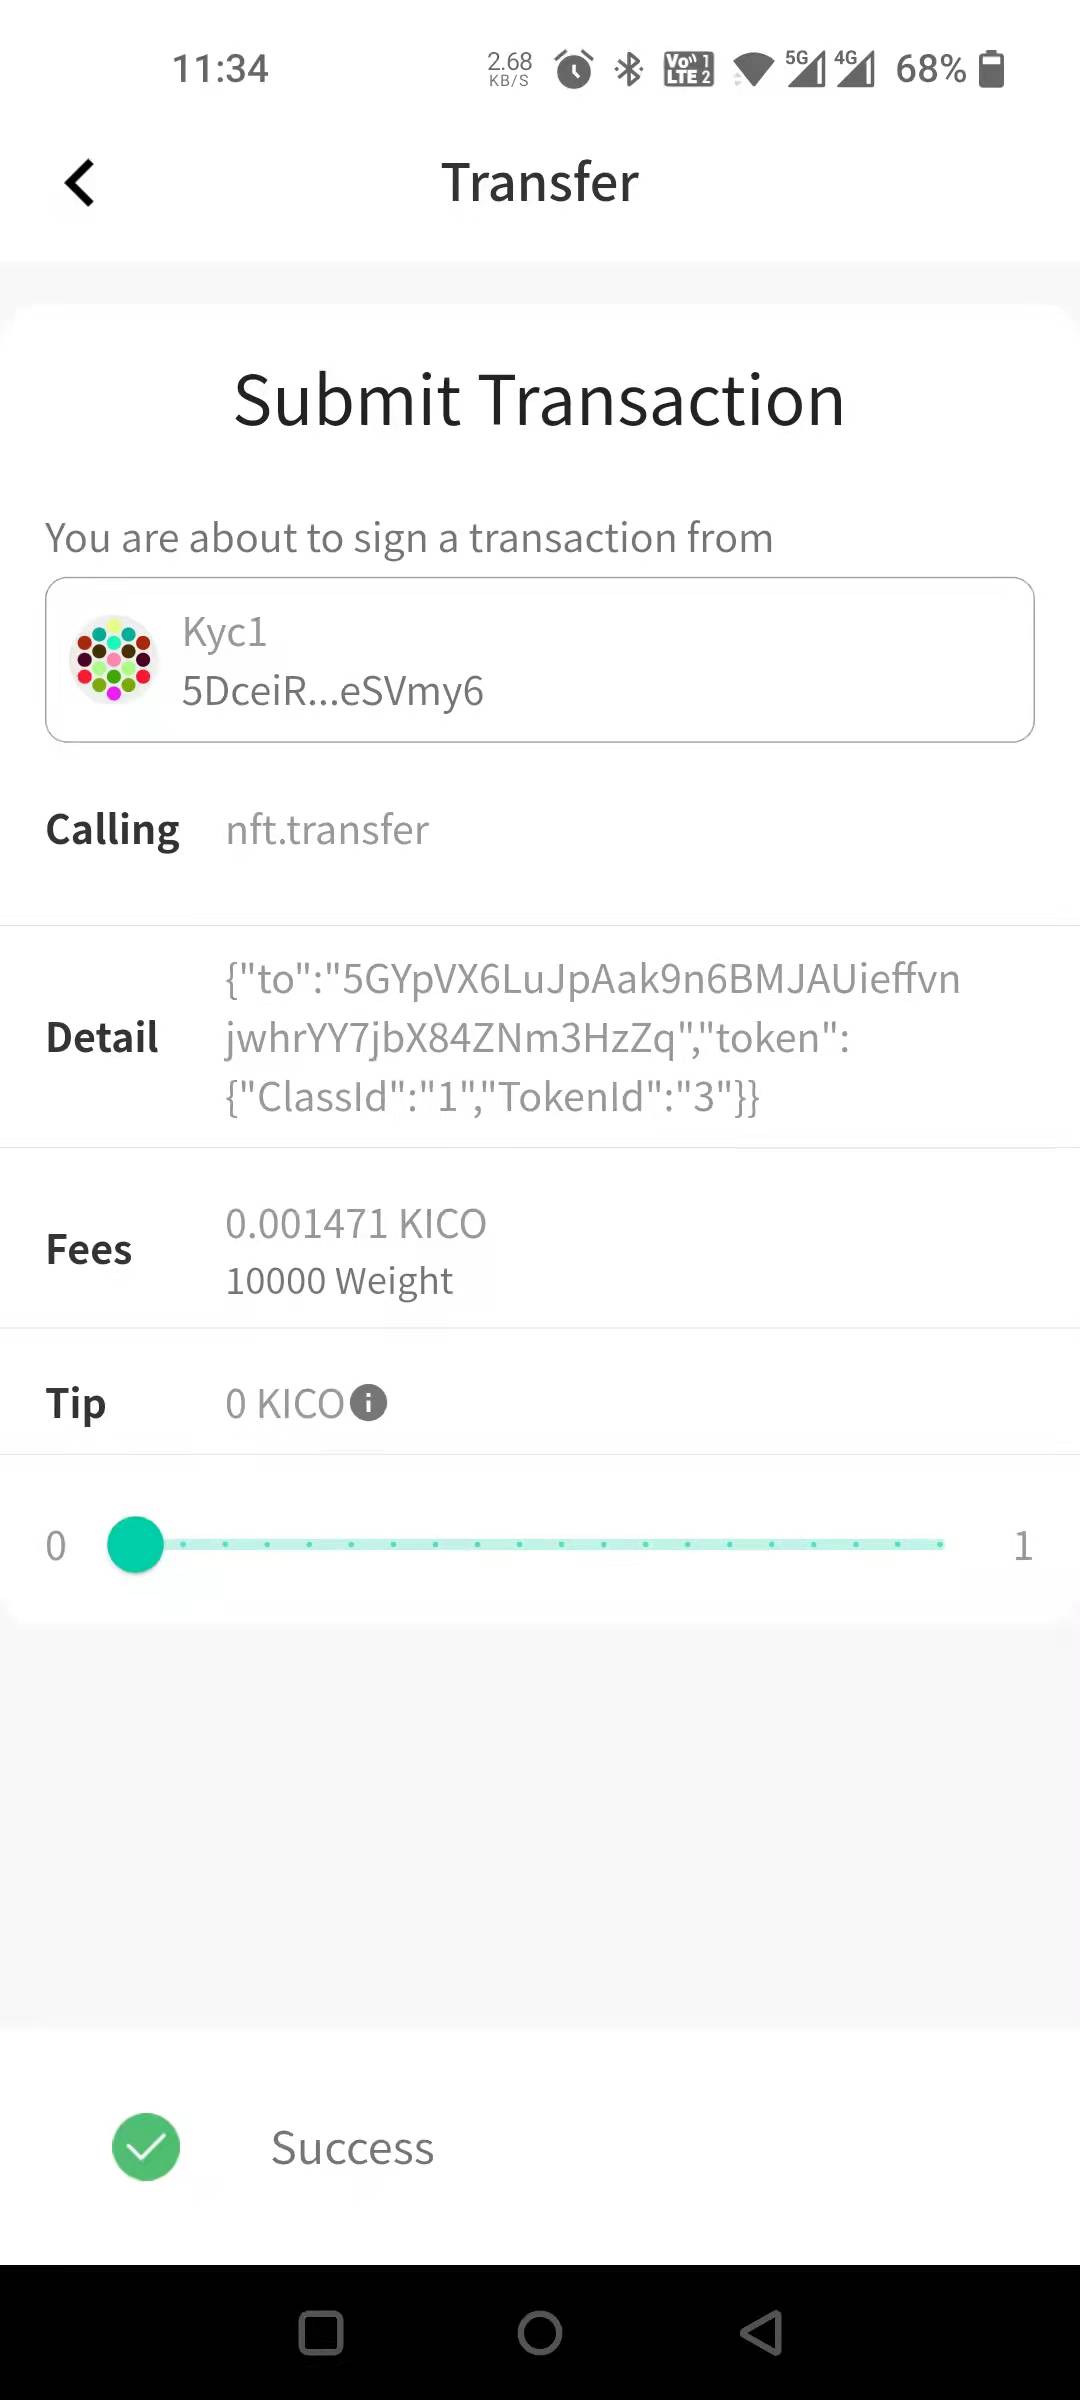 11:34
2.68
KB/S
Vo 1
LTE 2
5G
4G
68%
Transfer
Submit Transaction
You are about to sign a transaction from
Kyc1
5DceiR...eSVmy6
Calling
nft.transfer
Detail
{"to":"5GYpVX6LuJpAak9n6BMJAUieffvn
jwhrYY7jbX84ZNm3HzZq","token":
{"ClassId":"1","TokenId":"3"}}
Fees
0.001471 KICO
10000 Weight
Tip
0 KICO
0
1
Success